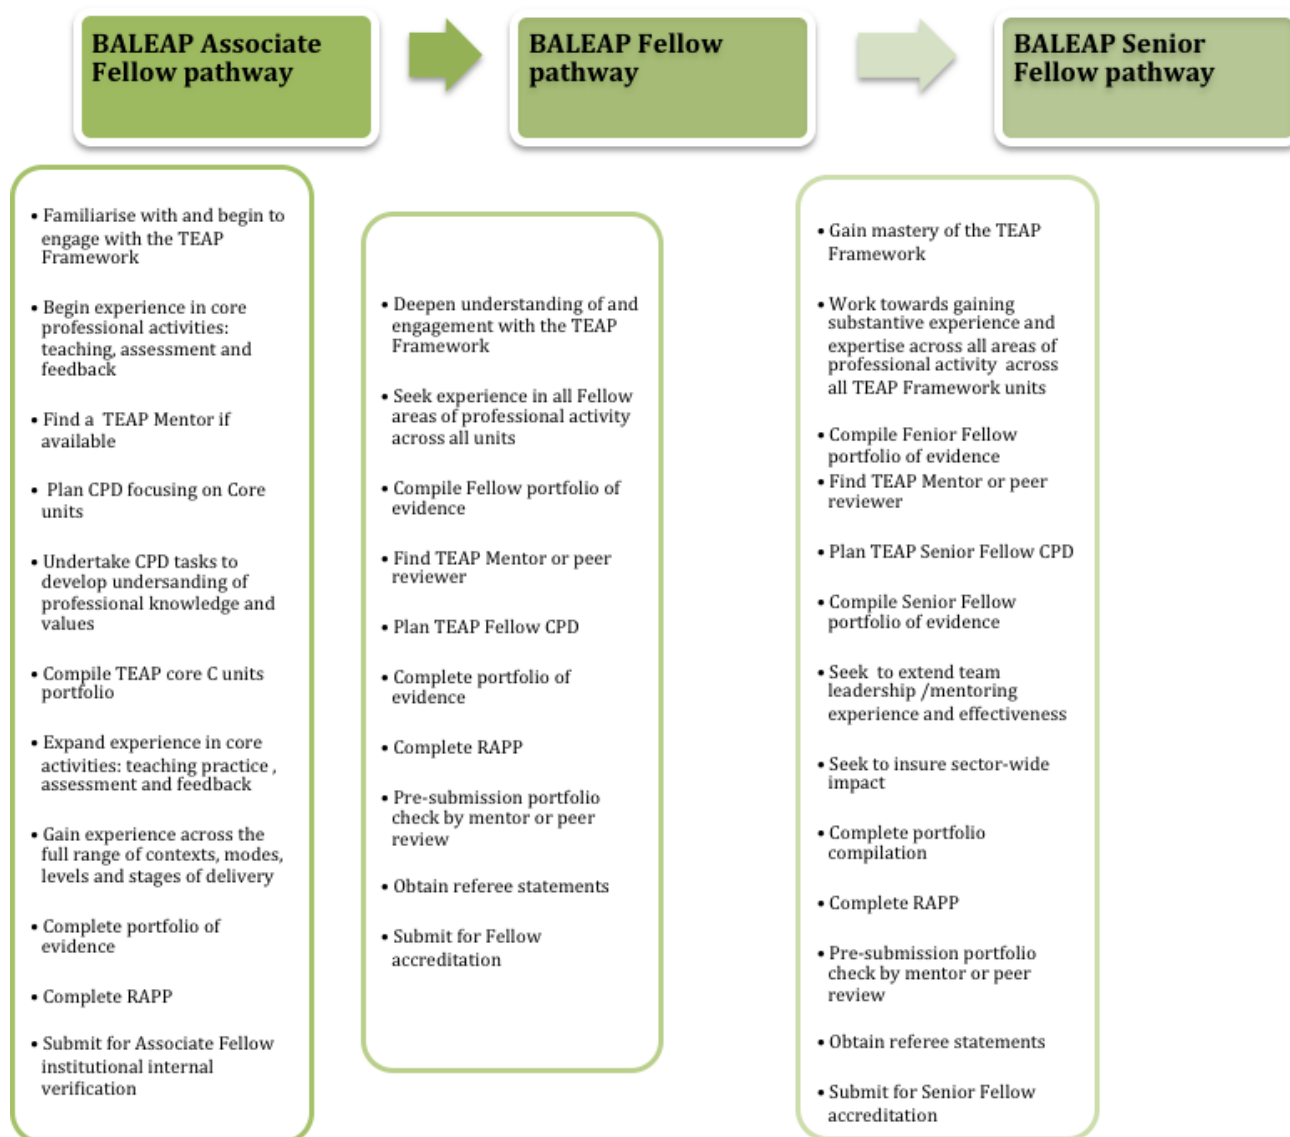 BALEAP Associate
Fellow pathway
BALEAP Fellow
pathway
BALEAP Senior
Fellow pathway
• Familiarise with and begin to
engage with the TEAP
Framework
• Begin experience in core
professional activities:
teaching, assessment and
feedback
• Find a TEAP Mentor if
available
• Plan CPD focusing on Core
units
• Undertake CPD tasks to
develop undersanding of
professional knowledge and
values
• Compile TEAP core C units
portfolio
• Expand experience in core
activities: teaching practice ,
assessment and feedback
• Gain experience across the
full range of contexts, modes,
levels and stages of delivery
• Complete portfolio of
evidence
• Complete RAPP
• Submit for Associate Fellow
institutional internal
verification
• Deepen understanding of and
engagement with the TEAP
Framework
• Seek experience in all Fellow
areas of professional activity
across all units
• Compile Fellow portfolio of
evidence
• Find TEAP Mentor or peer
reviewer
• Plan TEAP Fellow CPD
• Complete portfolio of
evidence
• Complete RAPP
• Pre-submission portfolio
check by mentor or peer
review
• Obtain referee statements
• Submit for Fellow
accreditation
• Gain mastery of the TEAP
Framework
• Work towards gaining
substantive experience and
expertise across all areas of
professional activity across
all TEAP Framework units
• Compile Fenior Fellow
portfolio of evidence
• Find TEAP Mentor or peer
reviewer
• Plan TEAP Senior Fellow CPD
• Compile Senior Fellow
portfolio of evidence
• Seek to extend team
leadership /mentoring
experience and effectiveness
• Seek to insure sector-wide
impact
• Complete portfolio
compilation
• Complete RAPP
• Pre-submission portfolio
check by mentor or peer
review
• Obtain referee statements
• Submit for Senior Fellow
accreditation